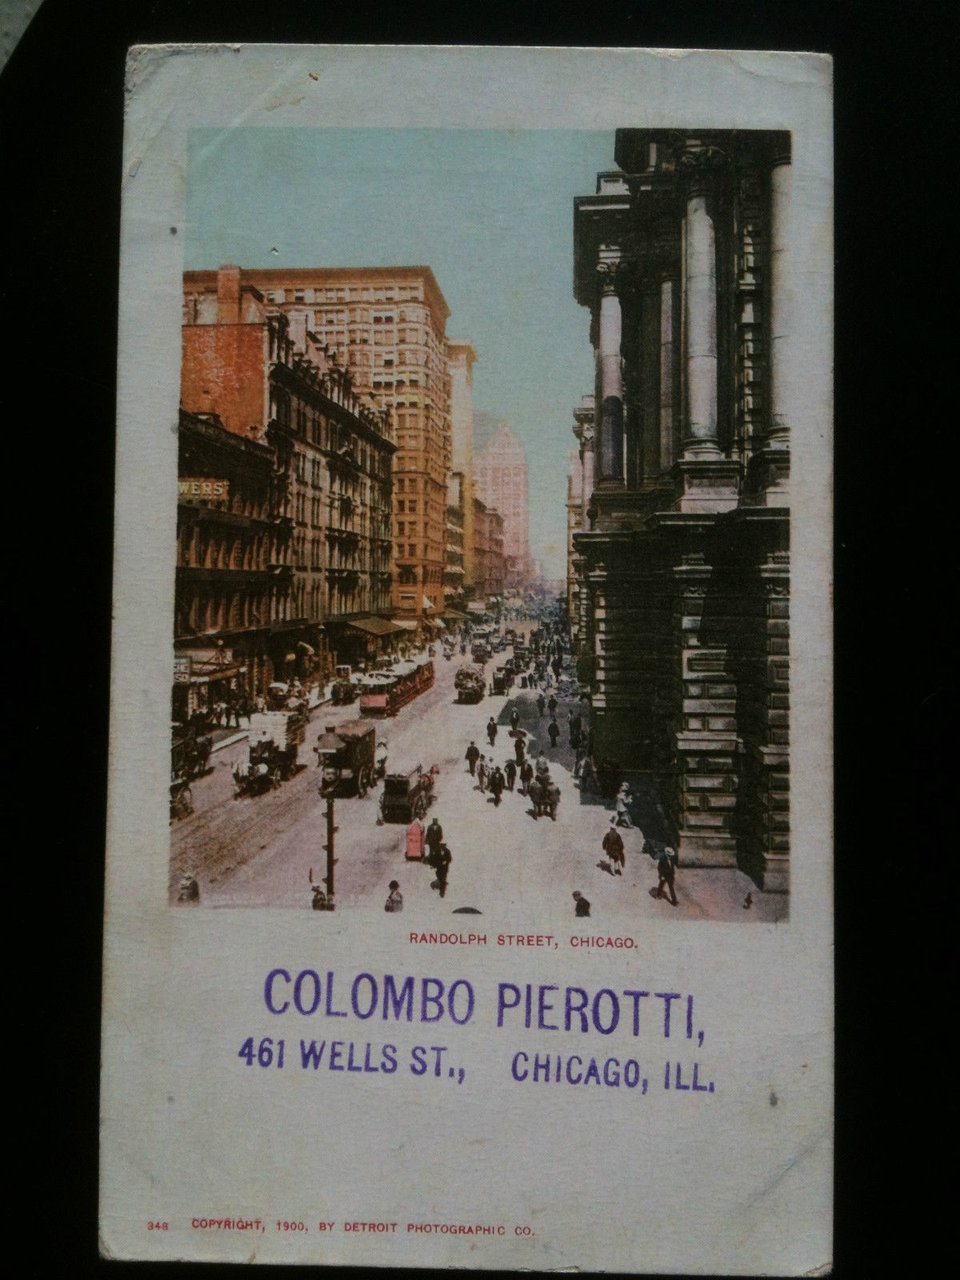 WERS'
RANDOLPH STREET, CHICAGO.
COLOMBO PIEROTTI,
461 WELLS ST., CHICAGO, ILL.
348 COPYRIGHT, 1900, BY DETROIT PHOTOGRAPHIC CO.